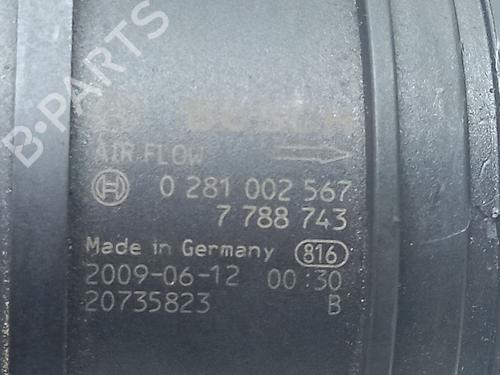 B-PARTS
AIR FLOW
0 281 002 567
7 788 743
Made in Germany 816
2009-06-12 00:30
20735823 B